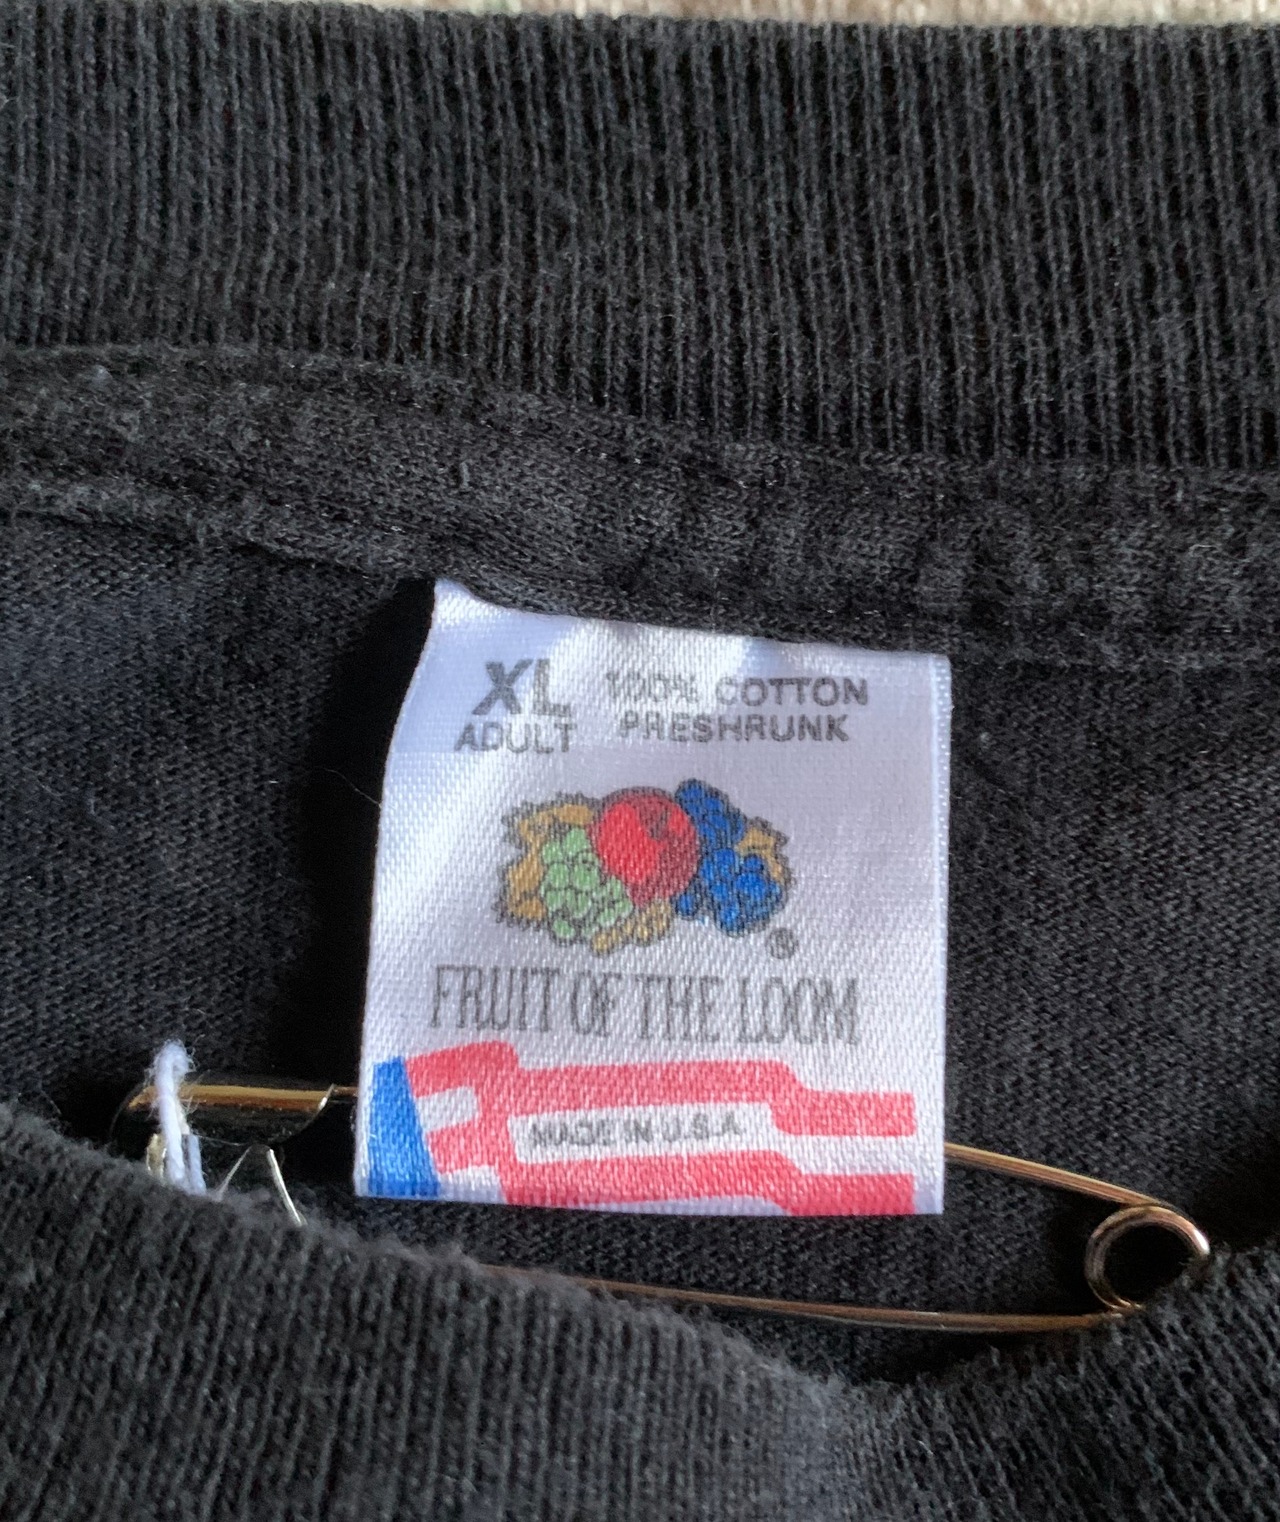 XL 100% COTTON
ADULT PRESHRUNK
®
FRUIT OF THE LOOM
MADE IN U.S.A.